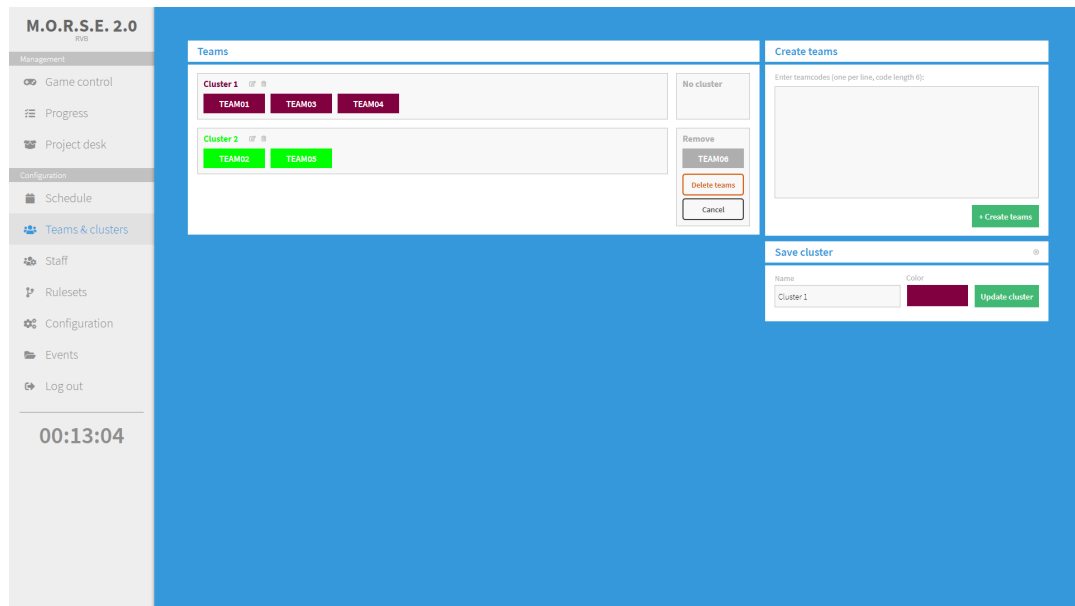 M.O.R.S.E. 2.0
RVB
Management
Game control
Progress
Project desk
Configuration
Schedule
Teams & clusters
Staff
Rulesets
Configuration
Events
Log out
00:13:04
Teams
Cluster 1
TEAM01 TEAM03 TEAM04
Cluster 2
TEAM02 TEAM05
No cluster
Remove
TEAM06
Delete teams
Cancel
Create teams
Enter teamcodes (one per line, code length 6):
+ Create teams
Save cluster
Name Color
Cluster 1 Update cluster